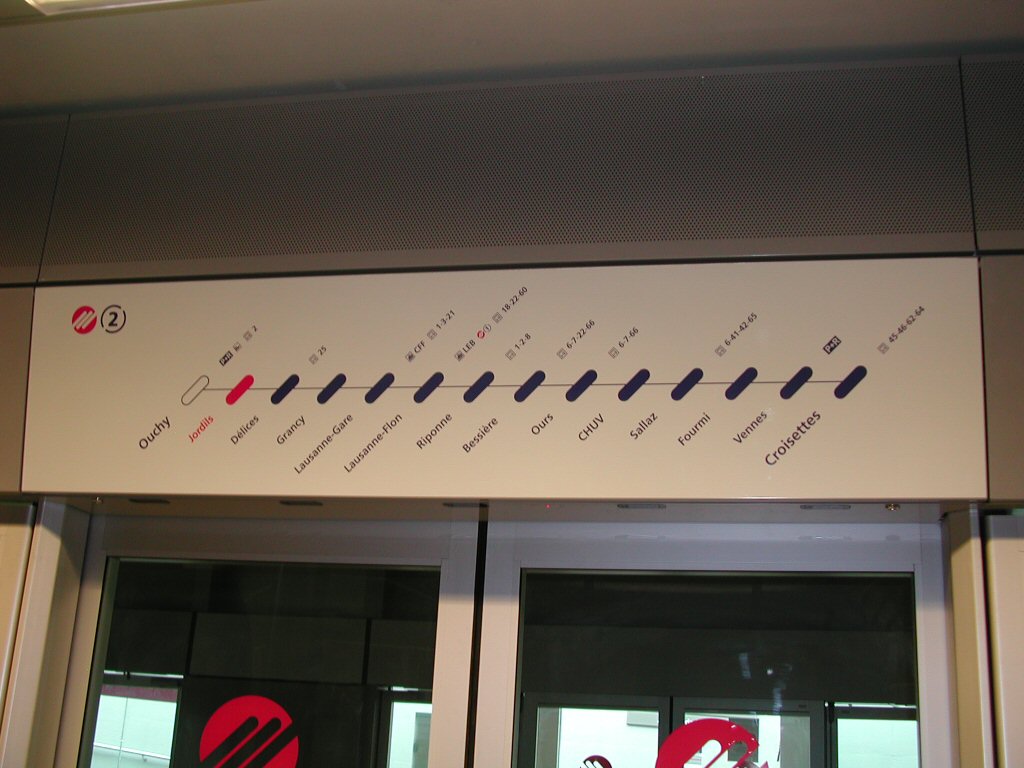 2
P+R 2
25
CFF 1-3-21
LEB 1 18-22-60
1-2-8
6-7-22-66
6-7-66
6-41-42-65
P+R
45-46-62-64
Ouchy
Jordils
Délices
Grancy
Lausanne-Gare
Lausanne-Flon
Riponne
Bessière
Ours
CHUV
Sallaz
Fourmi
Vennes
Croisettes